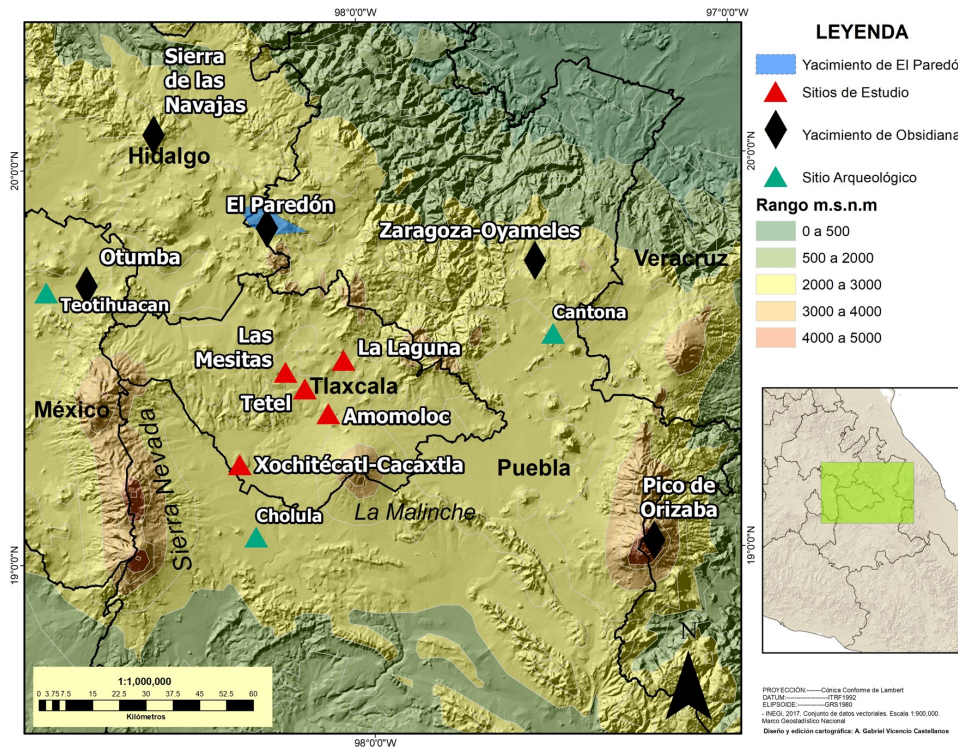 98°0'0"W
97°0'0"W
Sierra
de las
Navajas
Hidalgo
20°0'0"N
20°0'0"N
El Paredón
Zaragoza-Oyameles
Otumba
Veracruz
Teotihuacan
Cantona
Las
Mesitas
La Laguna
Tlaxcala
Tetel
México
Amomoloc
Sierra Nevada
Xochitécatl-Cacaxtla
Puebla
Pico de
Orizaba
La Malinche
Cholula
19°0'0"N
19°0'0"N
N
1:1,000,000
0 3.75 7.5 15 22.5 30 37.5 45 52.5 60
Kilómetros
98°0'0"W
LEYENDA
Yacimiento de El Paredó
Sitios de Estudio
Yacimiento de Obsidiana
Sitio Arqueológico
Rango m.s.n.m
0 a 500
500 a 2000
2000 a 3000
3000 a 4000
4000 a 5000
PROYECCIÓN:-------Cónica Conforme de Lambert
DATUM:------------------ITRF1992
ELIPSOIDE:--------------GRS1980
- INEGI, 2017. Conjunto de datos vectoriales. Escala 1:900,000.
Marco Geostadístico Nacional
Diseño y edición cartográfica: A. Gabriel Vicencio Castellanos